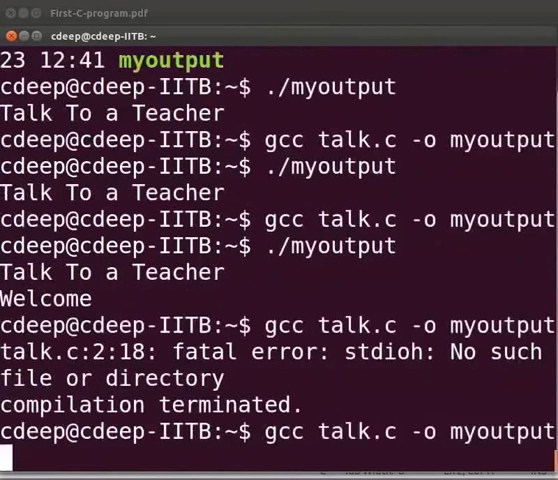 First-C-program.pdf
cdeep@cdeep-IITB: ~
23 12:41 myoutput
cdeep@cdeep-IITB:~$ ./myoutput
Talk To a Teacher
cdeep@cdeep-IITB:~$ gcc talk.c -o myoutput
cdeep@cdeep-IITB:~$ ./myoutput
Talk To a Teacher
cdeep@cdeep-IITB:~$ gcc talk.c -o myoutput
cdeep@cdeep-IITB:~$ ./myoutput
Talk To a Teacher
Welcome
cdeep@cdeep-IITB:~$ gcc talk.c -o myoutput
talk.c:2:18: fatal error: stdioh: No such
file or directory
compilation terminated.
cdeep@cdeep-IITB:~$ gcc talk.c -o myoutput